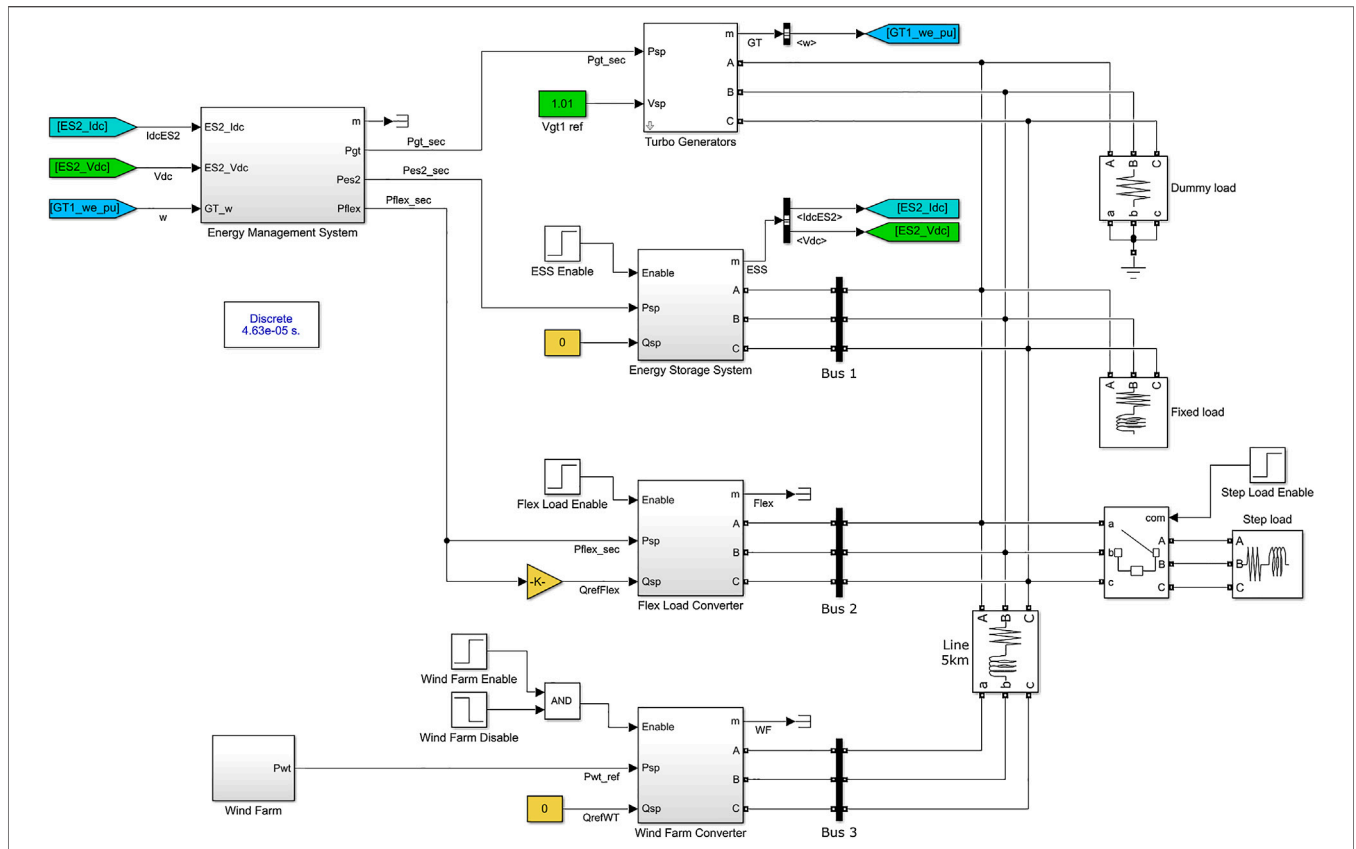 [ES2_Idc]
IdcES2
[ES2_Vdc]
Vdc
[GT1_we_pu]
w
ES2_Idc
ES2_Vdc
GT_w
m
Pgt
Pes2
Pflex
Energy Management System
Pgt_sec
Pes2_sec
Pflex_sec
Discrete
4.63e-05 s.
Pgt_sec
1.01
Vgt1 ref
Psp
Vsp
m
A
B
C
Turbo Generators
GT
<w>
[GT1_we_pu]
A
B
C
a
b
c
Dummy load
ESS Enable
0
Enable
Psp
Qsp
m
A
B
C
Energy Storage System
ESS
<IdcES2>
<Vdc>
[ES2_Idc]
[ES2_Vdc]
Bus 1
A
B
C
Fixed load
Flex Load Enable
Pflex_sec
-K-
QrefFlex
Enable
Psp
Qsp
m
A
B
C
Flex Load Converter
Flex
Bus 2
Step Load Enable
a
b
c
com
A
B
C
Step load
A
B
C
Line
5km
A
B
C
a
b
c
Wind Farm Enable
Wind Farm Disable
AND
Pwt
Wind Farm
Pwt_ref
0
QrefWT
Enable
Psp
Qsp
m
A
B
C
Wind Farm Converter
WF
Bus 3